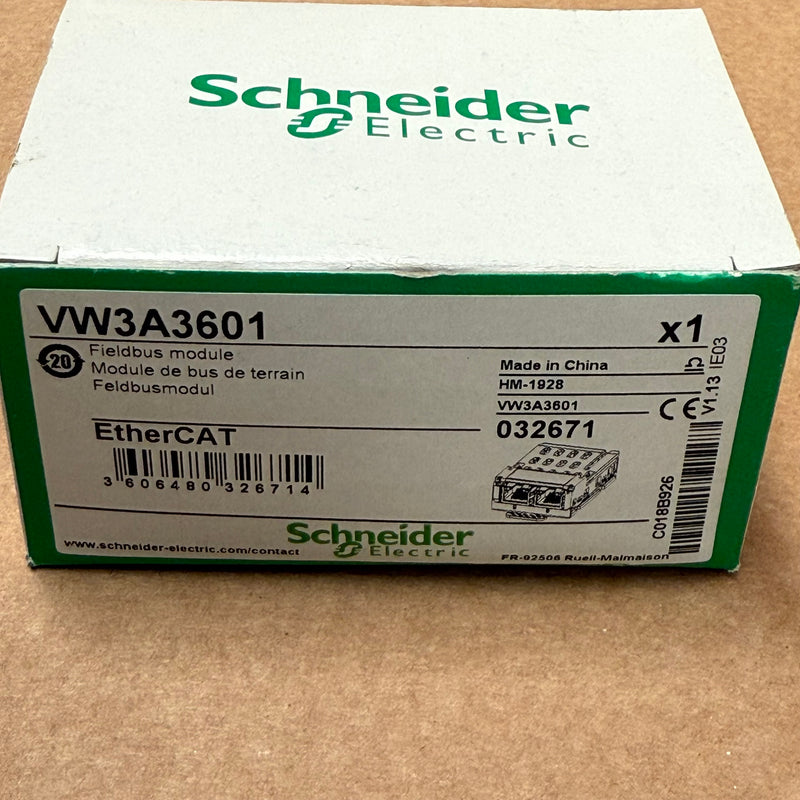 Schneider
Electric
VW3A3601
x1
20
Fieldbus module
Module de bus de terrain
Feldbusmodul
Made in China
HM-1928
VW3A3601
032671
EtherCAT
3 606480 326714
CE
V1.13 IE03
C018B926
www.schneider-electric.com/contact
Schneider
Electric
FR-92506 Rueil-Malmaison